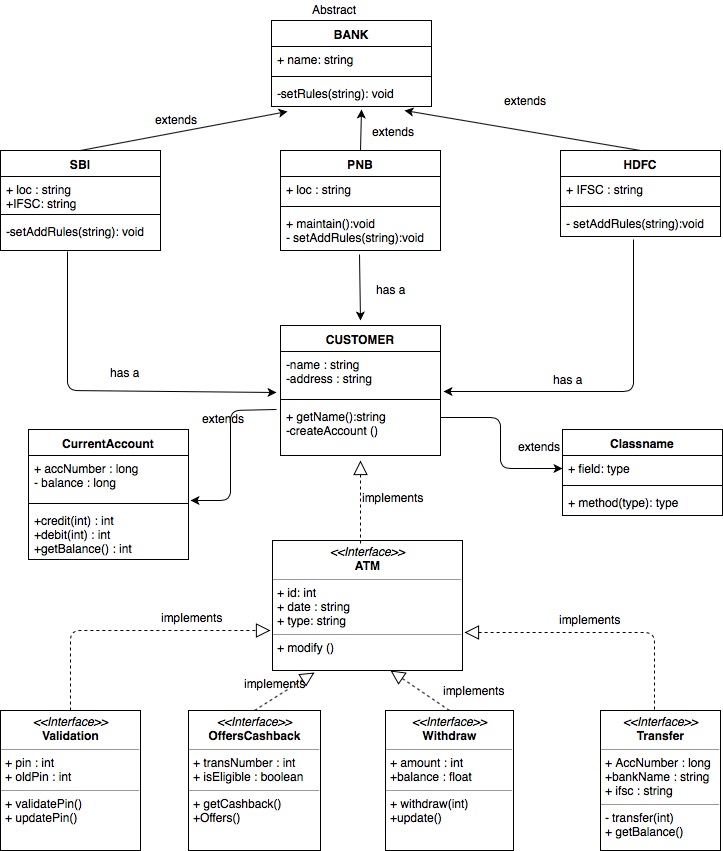 Abstract
BANK
+ name: string
-setRules(string): void
extends
extends
extends
SBI
+ loc : string
+IFSC: string
-setAddRules(string): void
PNB
+ loc : string
+ maintain():void
- setAddRules(string):void
HDFC
+ IFSC : string
- setAddRules(string):void
has a
has a
has a
CUSTOMER
-name : string
-address : string
+ getName():string
-createAccount ()
extends
extends
CurrentAccount
+ accNumber : long
- balance : long
+credit(int) : int
+debit(int) : int
+getBalance() : int
Classname
+ field: type
+ method(type): type
implements
<<Interface>>
ATM
+ id: int
+ date : string
+ type: string
+ modify ()
implements
implements
implements
implements
<<Interface>>
Validation
+ pin : int
+ oldPin : int
+ validatePin()
+ updatePin()
<<Interface>>
OffersCashback
+ transNumber : int
+ isEligible : boolean
+ getCashback()
+Offers()
<<Interface>>
Withdraw
+ amount : int
+balance : float
+ withdraw(int)
+update()
<<Interface>>
Transfer
+ AccNumber : long
+bankName : string
+ ifsc : string
- transfer(int)
+ getBalance()